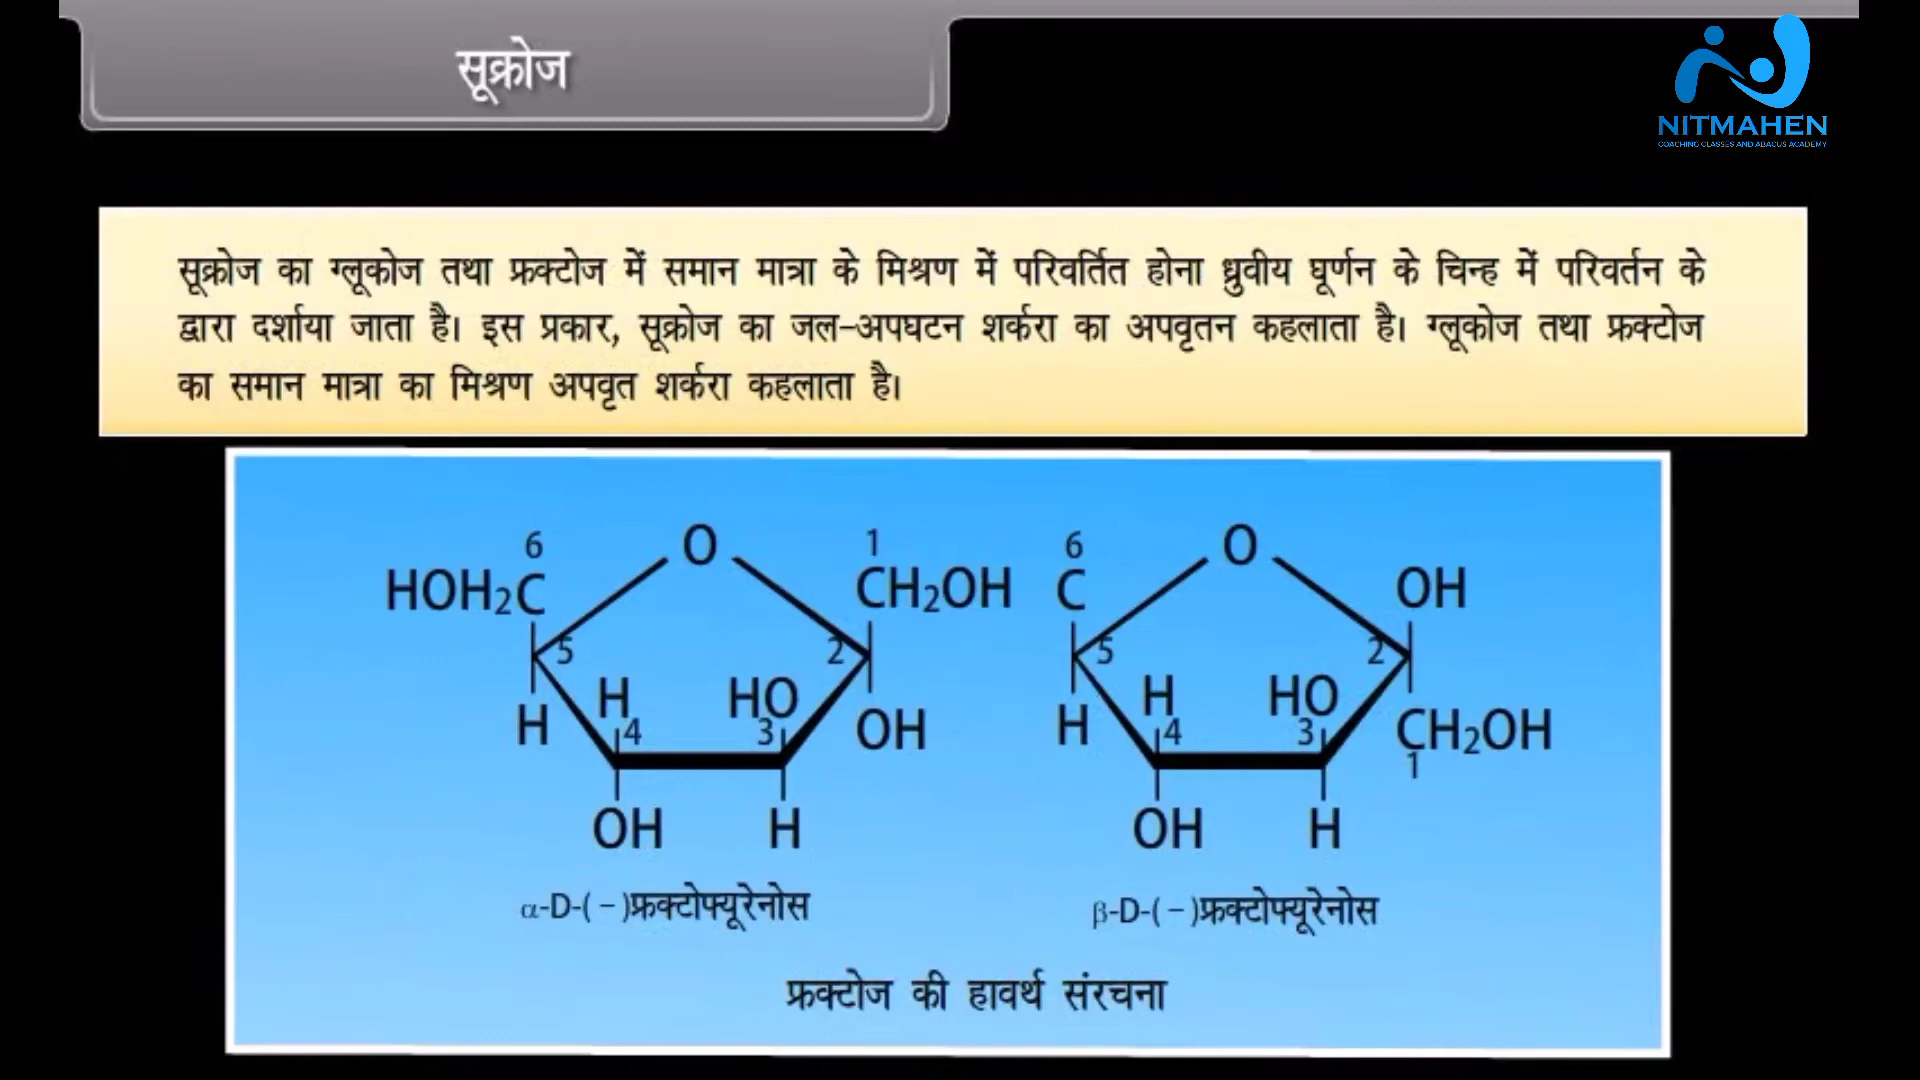 सूक्रोज
NITMAHEN
COACHING CLASSES AND ABACUS ACADEMY
सूक्रोज का ग्लूकोज तथा फ्रक्टोज में समान मात्रा के मिश्रण में परिवर्तित होना ध्रुवीय घूर्णन के चिन्ह में परिवर्तन के
द्वारा दर्शाया जाता है। इस प्रकार, सूक्रोज का जल-अपघटन शर्करा का अपवृतन कहलाता है। ग्लूकोज तथा फ्रक्टोज
का समान मात्रा का मिश्रण अपवृत शर्करा कहलाता है।
6 O 1 6 O
HOH₂C CH₂OH C OH
5 2 5 2
H HO H HO
H 4 3 OH H 4 3 CH₂OH
1
OH H OH H
α-D-(-)फ्रक्टोफ्यूरेनोस β-D-(-)फ्रक्टोफ्यूरेनोस
फ्रक्टोज की हावर्थ संरचना